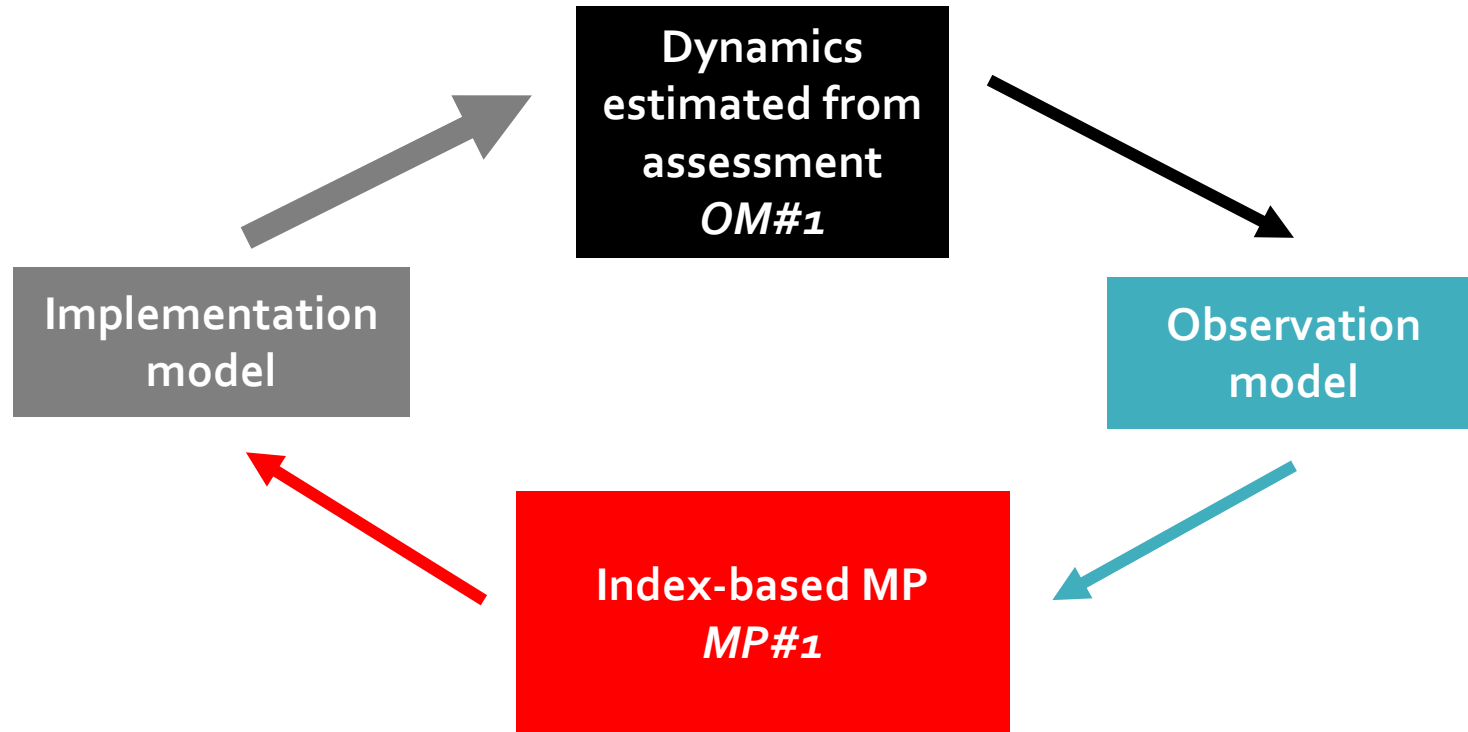 Dynamics
estimated from
assessment
OM#1
Implementation
model
Observation
model
Index-based MP
MP#1